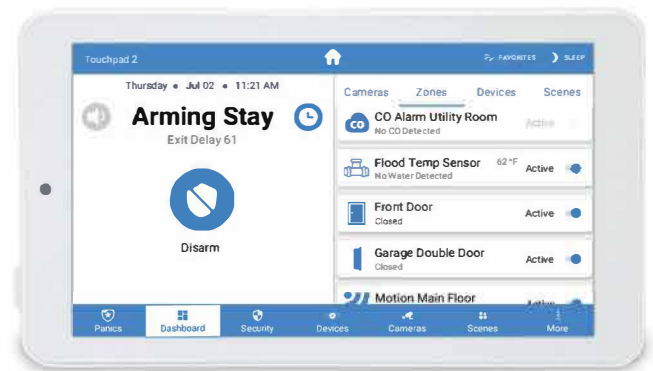 Touchpad 2
FAVORITES
SLEEP
Thursday • Jul 02 • 11:21 AM
Arming Stay
Exit Delay 61
Disarm
Cameras Zones Devices Scenes
CO
CO Alarm Utility Room
No CO Detected
Active
Flood Temp Sensor 62 °F
No Water Detected
Active
Front Door
Closed
Active
Garage Double Door
Closed
Active
Motion Main Floor
Active
Panics Dashboard Security Devices Cameras Scenes More